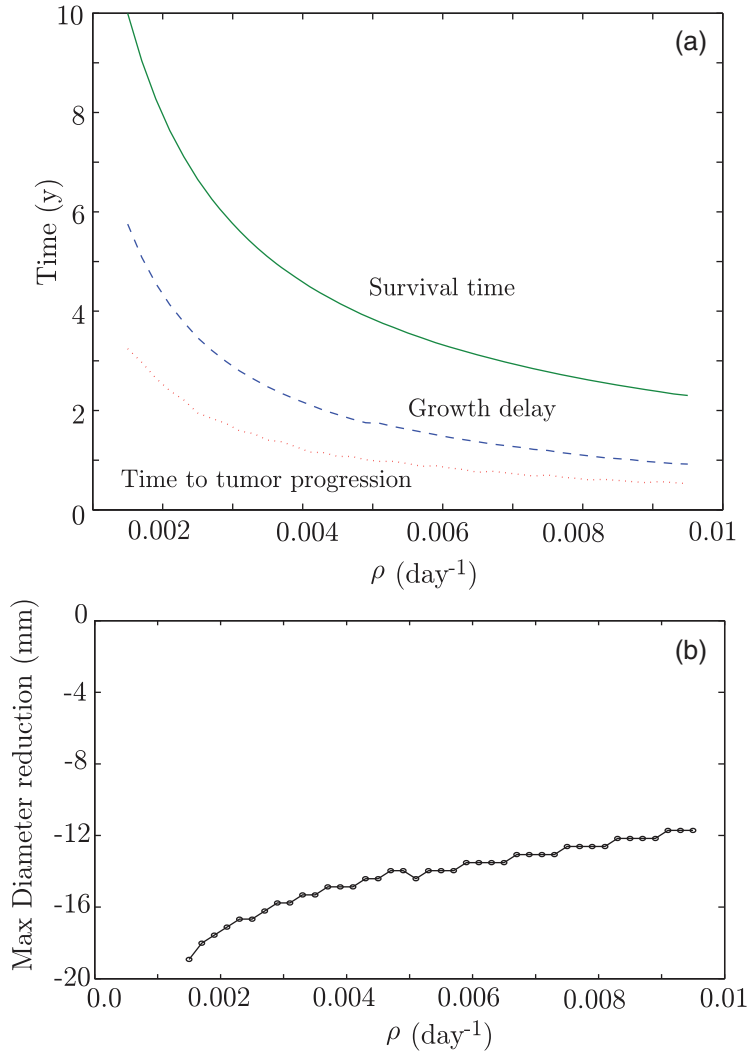 10
(a)
8
6
Time (y)
Survival time
4
Growth delay
2
Time to tumor progression
0
0.002
0.004
0.006
0.008
0.01
ρ (day-1)
0
(b)
-4
-8
Max Diameter reduction (mm)
-12
-16
-20
0.0
0.002
0.004
0.006
0.008
0.01
ρ (day-1)